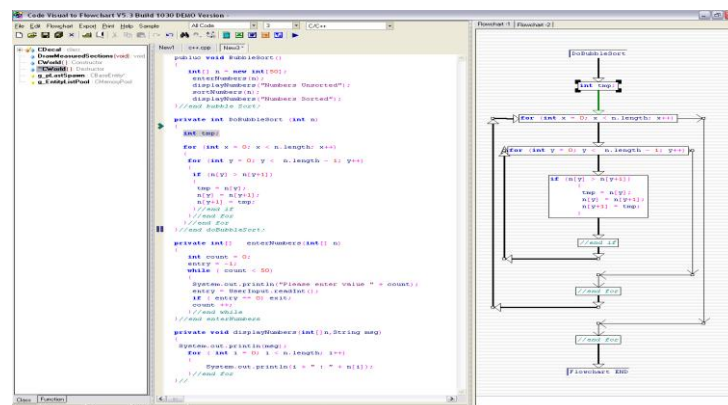 Code Visual to Flowchart V5.3 Build 1030 DEMO Version -
File Edit Flowchart Export Print Help Sample
All Code
3
C/C++
CDecal class
DrawMeasuredSections(void) void
CWorld() Constructor
~CWorld() Destructor
g_pLastSpawn CBaseEntity*
g_EntityListPool CMemoryPool
Class Function
New1 c++.cpp New3 *
public void BubbleSort()
{
int[] n = new int[50];
enterNumbers(n);
displayNumbers("Numbers Unsorted");
sortNumbers(n);
displayNumbers("Numbers Sorted");
}//end bubble Sort;
private int DoBubbleSort (int n)
{
int tmp;
for (int x = 0; x < n.length; x++)
{
for (int y = 0; y < n.length - 1; y++)
{
if (n[y] > n[y+1])
{
tmp = n[y];
n[y] = n[y+1];
n[y+1] = tmp;
}//end if
}//end for
}//end for
}//end doBubbleSort;
private int[] enterNumbers(int[] n)
{
int count = 0;
entry = -1;
while ( count < 50)
{
System.out.println("Please enter value " + count);
entry = UserInput.readInt();
if ( entry == 0; exit;
count ++;
}//end while
}//end enterNumbers
private void displayNumbers(int[]n,String msg)
{
System.out.println(msg);
for ( int i = 0; i < n.length; i++)
{
System.out.println(i + " : " + n[i]);
}//end for
}//
Flowchart -1 Flowchart -2
DoBubbleSort
int tmp;
for (int x = 0; x < n.length; x++)
for (int y = 0; y < n.length - 1; y++)
if (n[y] > n[y+1])
{
tmp = n[y];
n[y] = n[y+1];
n[y+1] = tmp;
}
//end if
//end for
//end for
Flowchart END